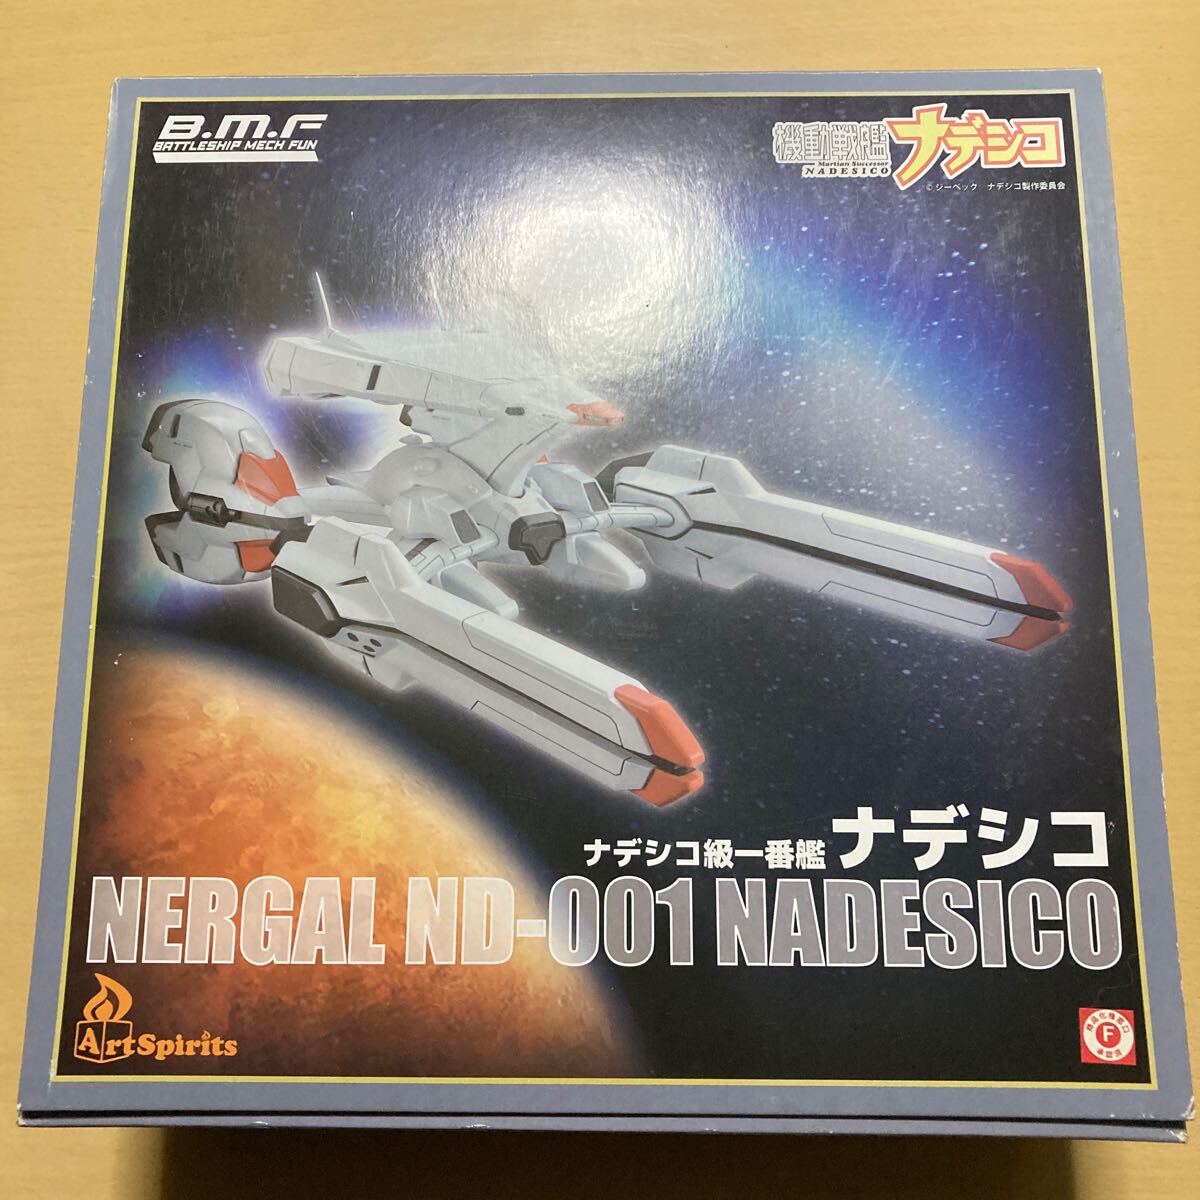 B.M.F
BATTLESHIP MECH FUN
機動戦艦
ナデシコ
Martian Successor
NADESICO
©ジーベック ナデシコ製作委員会
ナデシコ級一番艦 ナデシコ
NERGAL ND-001 NADESICO
ArtSpirits
F